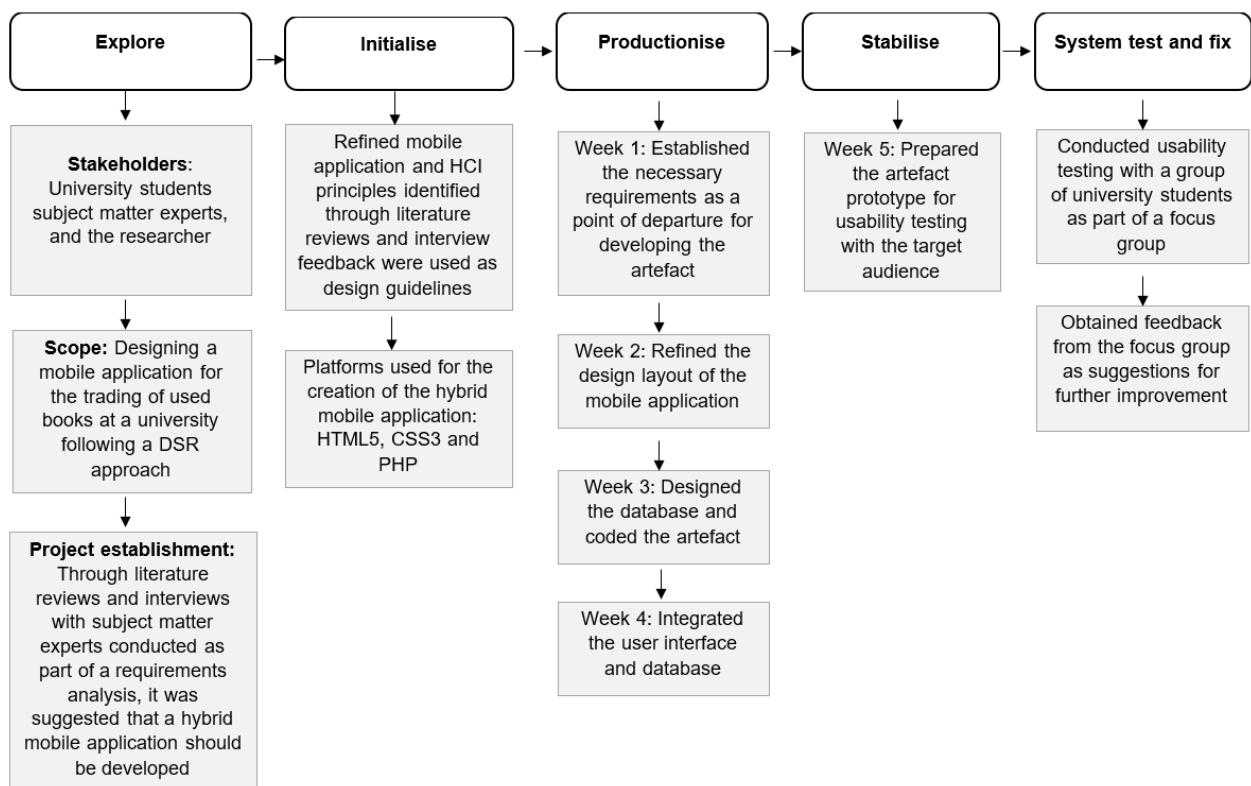 Explore
Initialise
Productionise
Stabilise
System test and fix
Stakeholders:
University students
subject matter experts,
and the researcher
Scope: Designing a
mobile application for
the trading of used
books at a university
following a DSR
approach
Project establishment:
Through literature
reviews and interviews
with subject matter
experts conducted as
part of a requirements
analysis, it was
suggested that a hybrid
mobile application should
be developed
Refined mobile
application and HCI
principles identified
through literature
reviews and interview
feedback were used as
design guidelines
Platforms used for the
creation of the hybrid
mobile application:
HTML5, CSS3 and
PHP
Week 1: Established
the necessary
requirements as a
point of departure for
developing the
artefact
Week 2: Refined the
design layout of the
mobile application
Week 3: Designed
the database and
coded the artefact
Week 4: Integrated
the user interface
and database
Week 5: Prepared
the artefact
prototype for
usability testing
with the target
audience
Conducted usability
testing with a group
of university students
as part of a focus
group
Obtained feedback
from the focus group
as suggestions for
further improvement